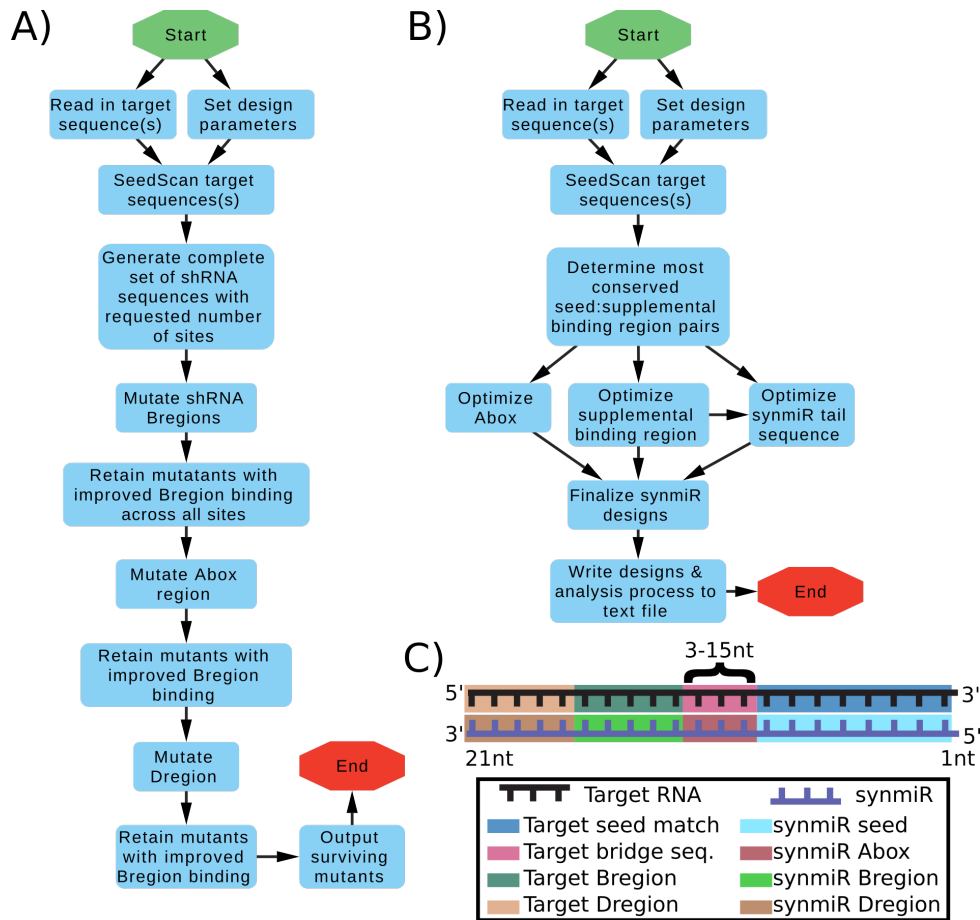 A)
Start
Read in target
sequence(s)
Set design
parameters
SeedScan target
sequences(s)
Generate complete
set of shRNA
sequences with
requested number
of sites
Mutate shRNA
Bregions
Retain mutatants with
improved Bregion binding
across all sites
Mutate Abox
region
Retain mutants with
improved Bregion
binding
Mutate
Dregion
Retain mutants
with improved
Bregion binding
Output
surviving
mutants
End
B)
Start
Read in target
sequence(s)
Set design
parameters
SeedScan target
sequences(s)
Determine most
conserved
seed:supplemental
binding region pairs
Optimize
Abox
Optimize
supplemental
binding region
Optimize
synmiR tail
sequence
Finalize synmiR
designs
Write designs &
analysis process to
text file
End
C)
3-15nt
5'
3'
3'
5'
21nt
1nt
Target RNA
synmiR
Target seed match
synmiR seed
Target bridge seq.
synmiR Abox
Target Bregion
synmiR Bregion
Target Dregion
synmiR Dregion